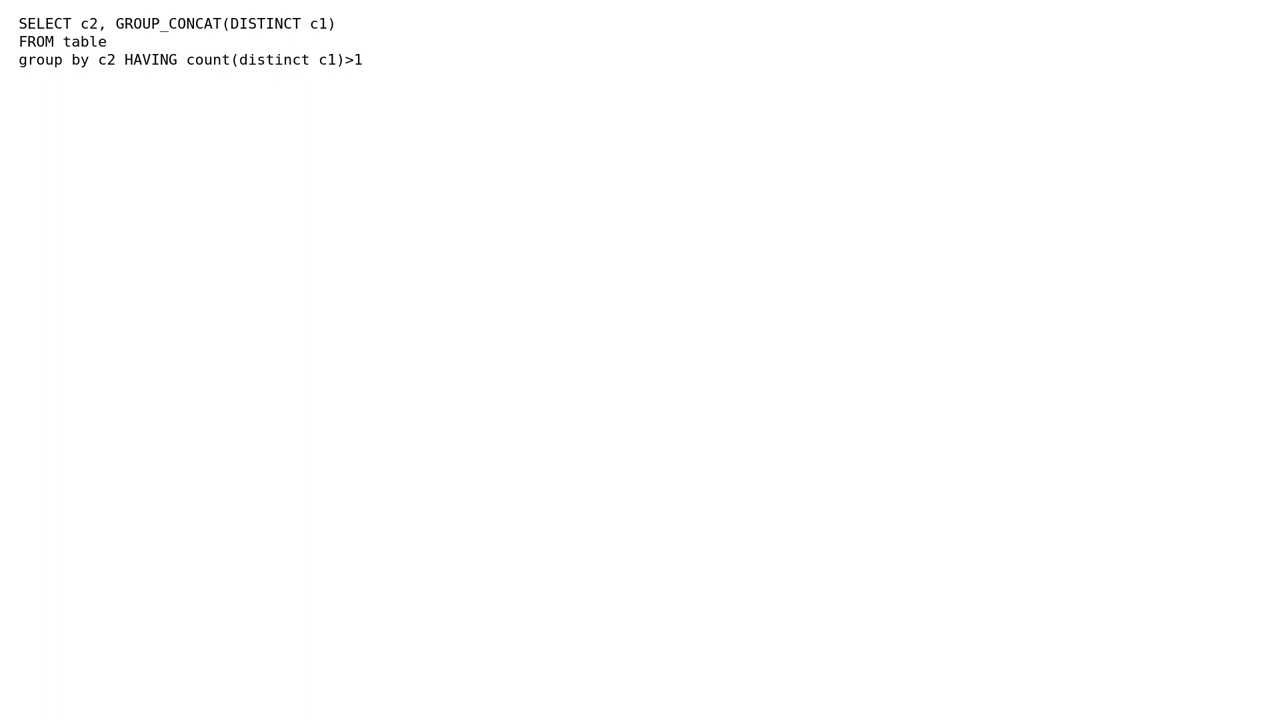 SELECT c2, GROUP_CONCAT(DISTINCT c1)
FROM table
group by c2 HAVING count(distinct c1)>1